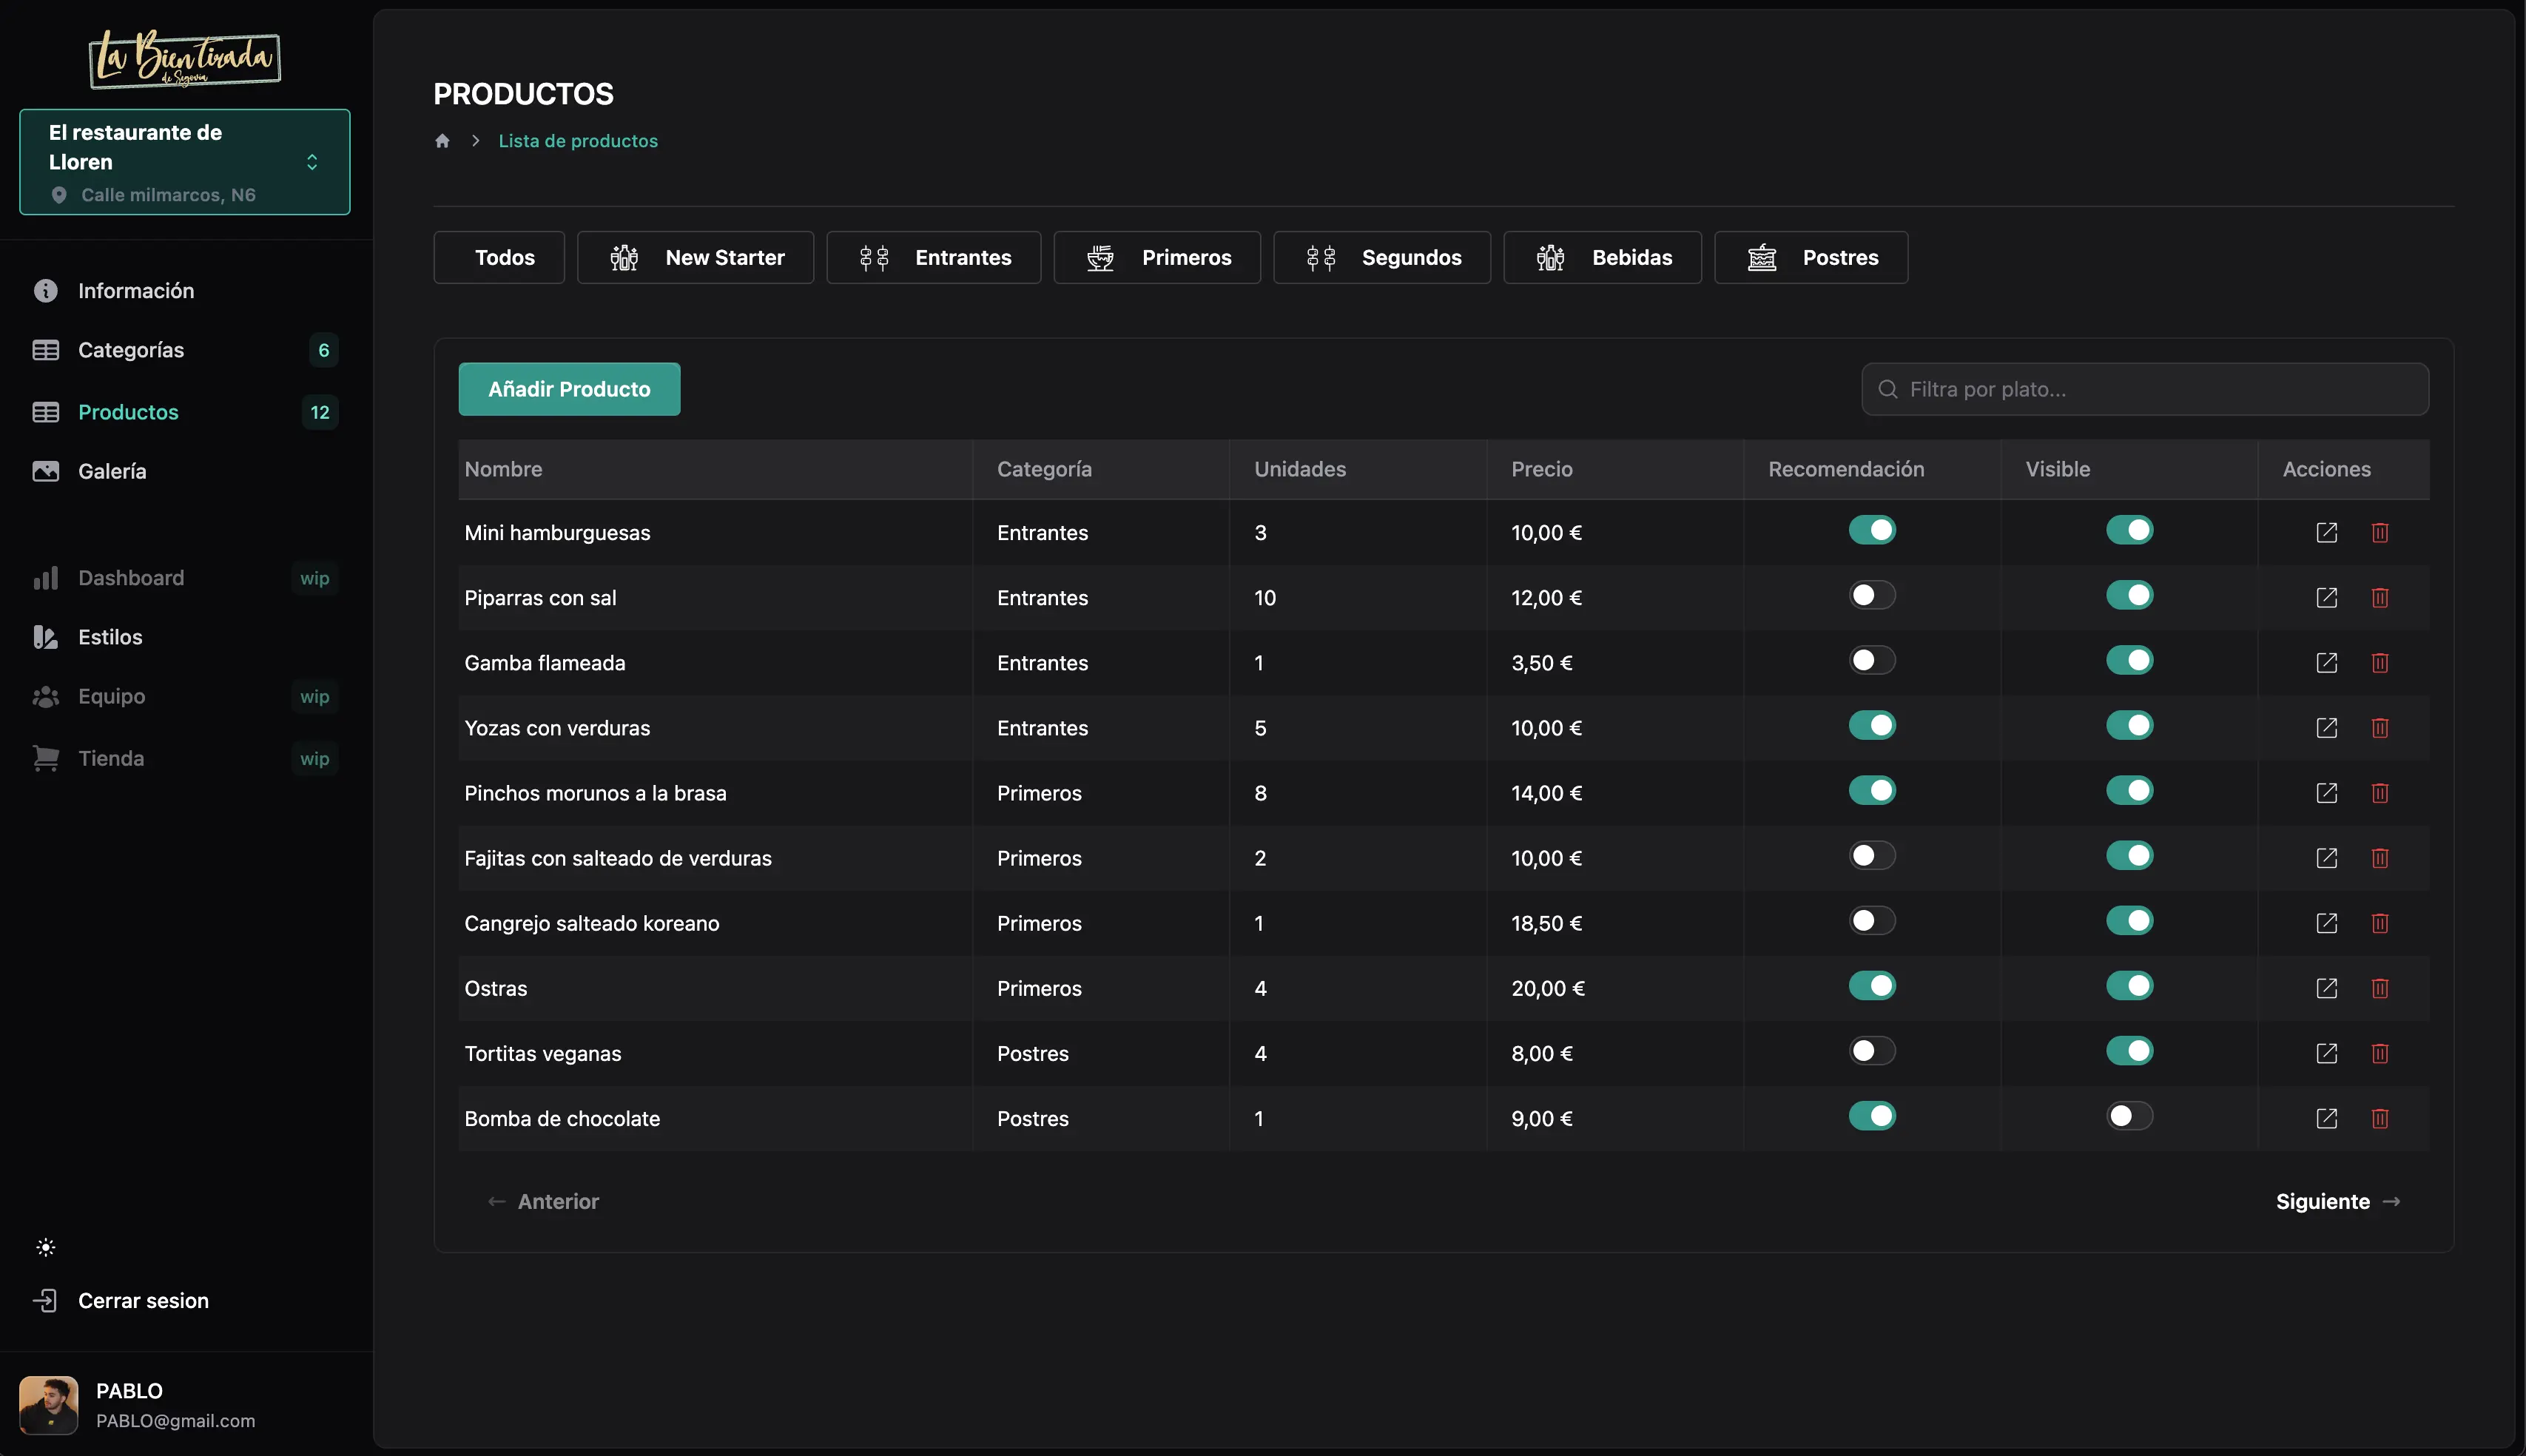 La Bientirada
de Segovia
El restaurante de
Lloren
Calle milmarcos, N6
Información
Categorías 6
Productos 12
Galería
Dashboard wip
Estilos
Equipo wip
Tienda wip
Cerrar sesion
PABLO
PABLO@gmail.com
PRODUCTOS
Lista de productos
Todos New Starter Entrantes Primeros Segundos Bebidas Postres
Añadir Producto Filtra por plato...
Nombre Categoría Unidades Precio Recomendación Visible Acciones
Mini hamburguesas Entrantes 3 10,00 €
Piparras con sal Entrantes 10 12,00 €
Gamba flameada Entrantes 1 3,50 €
Yozas con verduras Entrantes 5 10,00 €
Pinchos morunos a la brasa Primeros 8 14,00 €
Fajitas con salteado de verduras Primeros 2 10,00 €
Cangrejo salteado koreano Primeros 1 18,50 €
Ostras Primeros 4 20,00 €
Tortitas veganas Postres 4 8,00 €
Bomba de chocolate Postres 1 9,00 €
← Anterior Siguiente →